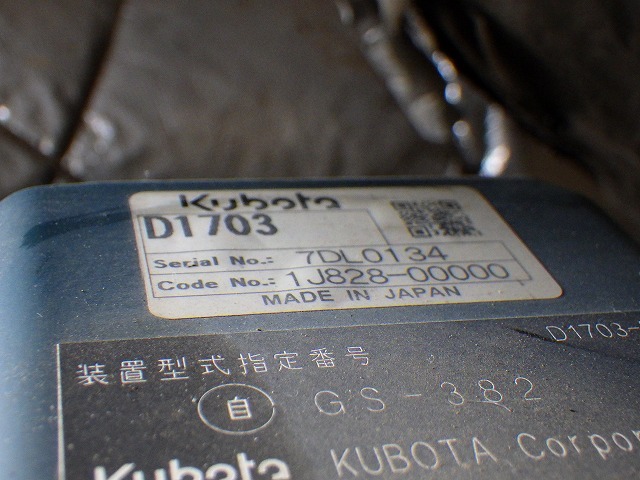 Kubota
D1703
Serial No.: 7DL0134
Code No.: 1J828-00000
MADE IN JAPAN
D1703-
装置型式指定番号
自 GS-382
Kubota KUBOTA Corpor